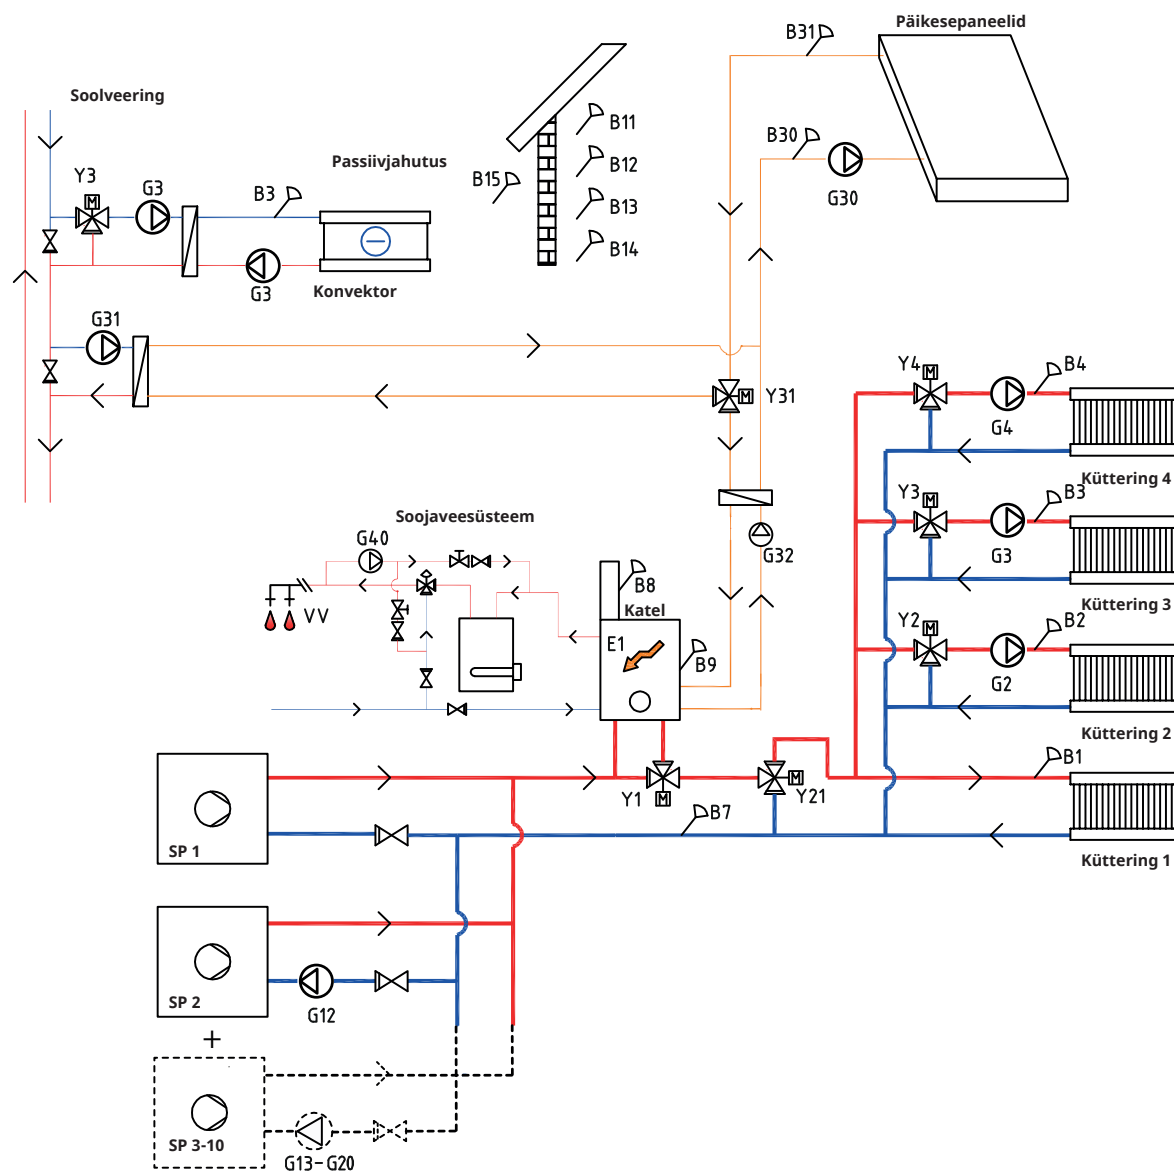 Päikesepaneelid
B31
Soolveering
B11
B30
Passiivjahutus
B12
Y3
G3
B3
B15
G30
B13
B14
G3
Konvektor
G31
Y4
B4
Y31
G4
Küttering 4
Y3
B3
Soojaveesüsteem
G40
G32
G3
B8
Katel
Küttering 3
VV
Y2
B2
E1
B9
G2
Küttering 2
B1
Y1
Y21
B7
SP 1
Küttering 1
SP 2
G12
+
SP 3-10
G13-G20
M
M
M
M
M
M
M